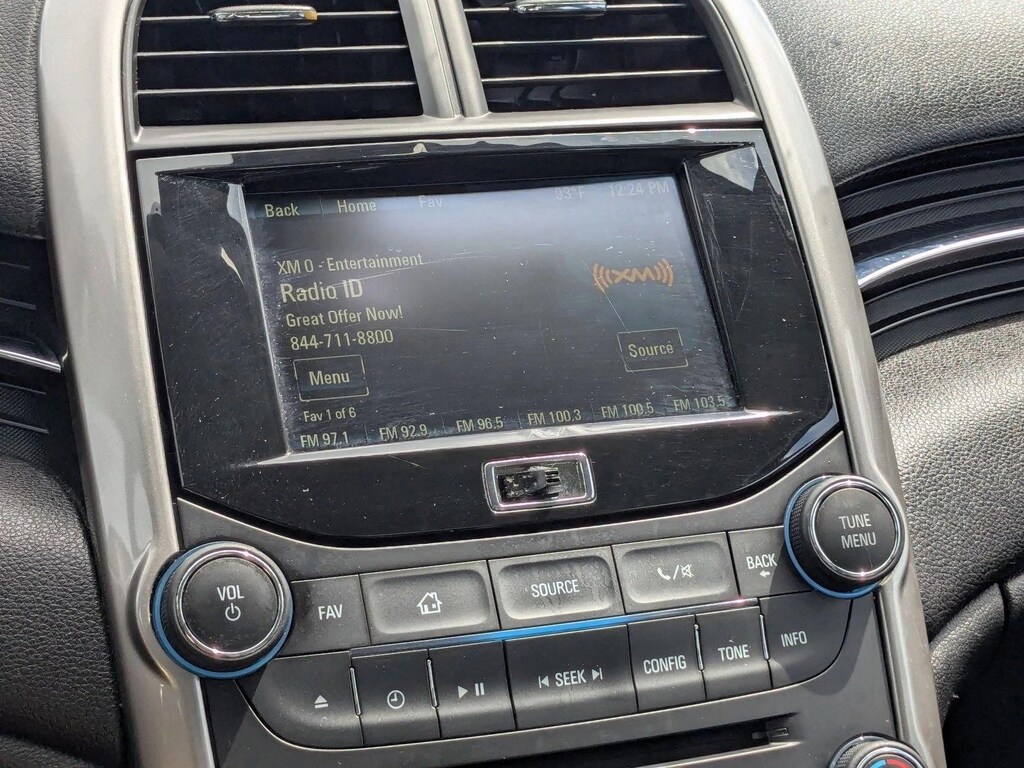 Back Home Fav 93°F 12:24 PM
XM 0 - Entertainment
Radio ID
Great Offer Now!
844-711-8800
((XM))
Menu
Source
Fav 1 of 6
FM 97.1 FM 92.9 FM 96.5 FM 100.3 FM 100.5 FM 103.5
VOL
FAV
SOURCE
BACK
TUNE
MENU
SEEK
CONFIG
TONE
INFO